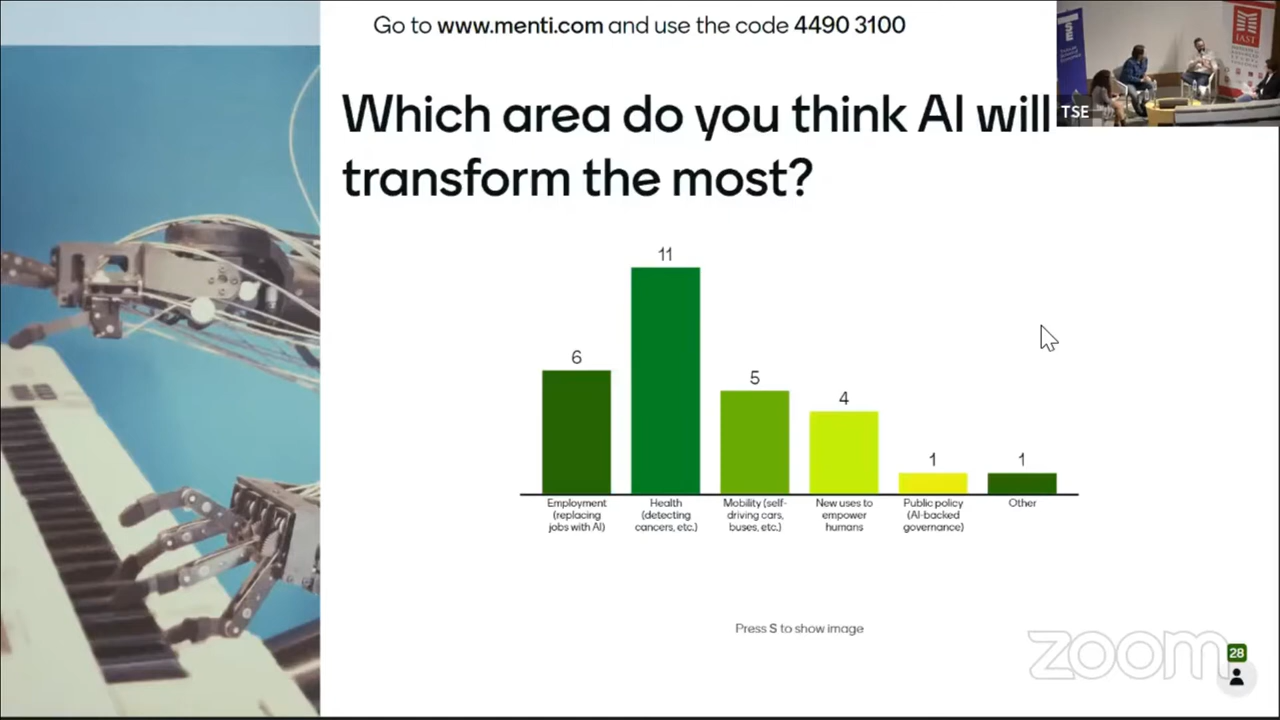 Go to www.menti.com and use the code 4490 3100
Which area do you think AI will
transform the most?
TSE
IAST
6
11
5
4
1
1
Employment
(replacing
jobs with AI)
Health
(detecting
cancers, etc.)
Mobility (self-
driving cars,
buses, etc.)
New uses to
empower
humans
Public policy
(AI-backed
governance)
Other
Press S to show image
zoom
28